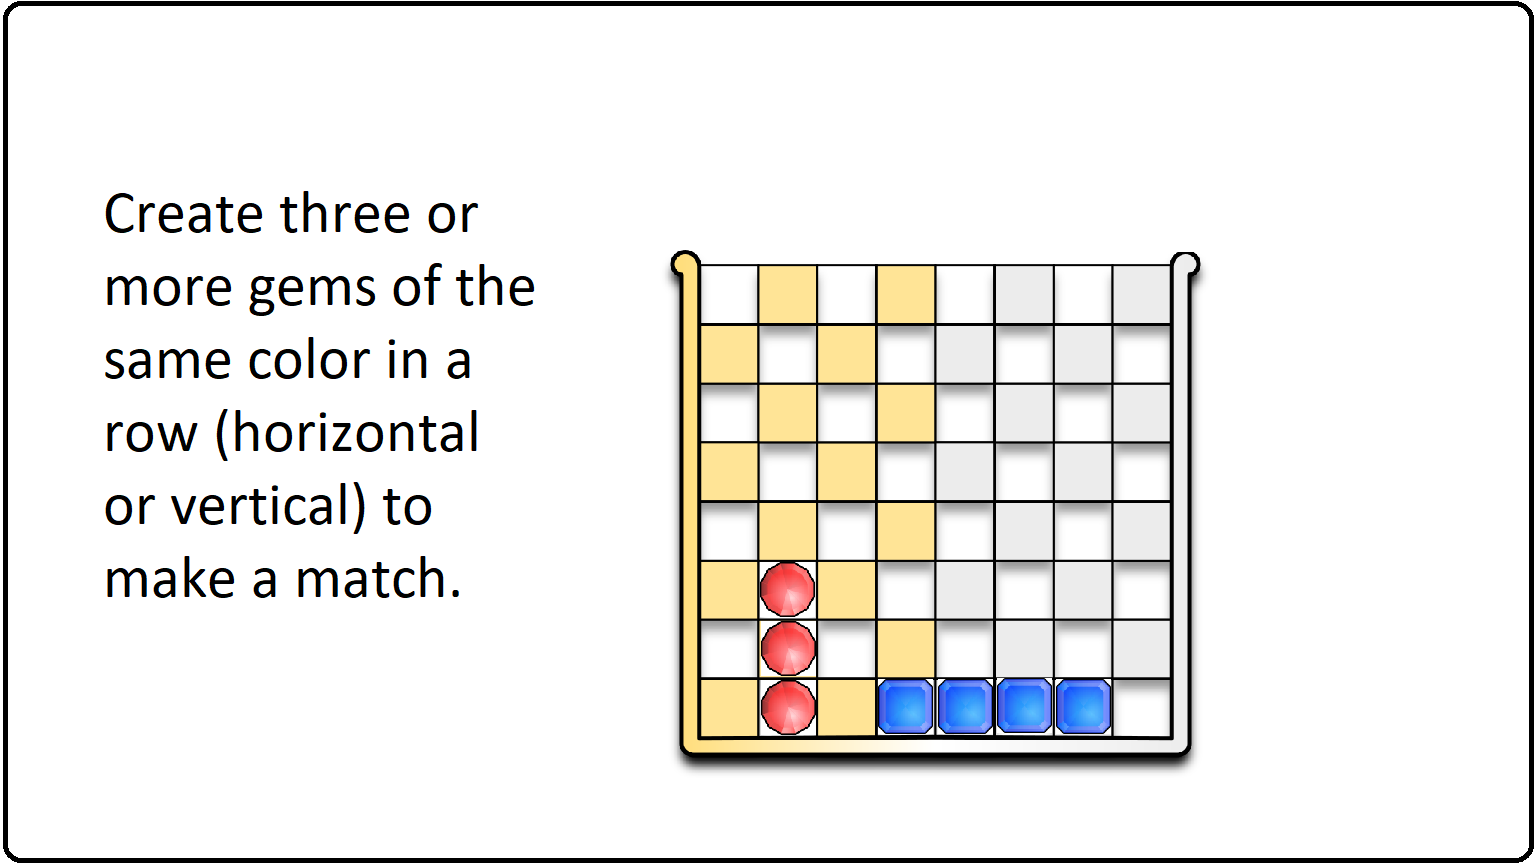 Create three or
more gems of the
same color in a
row (horizontal
or vertical) to
make a match.